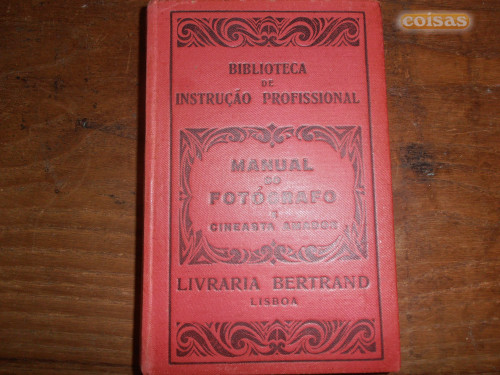 coisas
BIBLIOTECA
DE
INSTRUÇÃO PROFISSIONAL
MANUAL
DO
FOTÓGRAFO
E
CINEASTA AMADOR
LIVRARIA BERTRAND
LISBOA